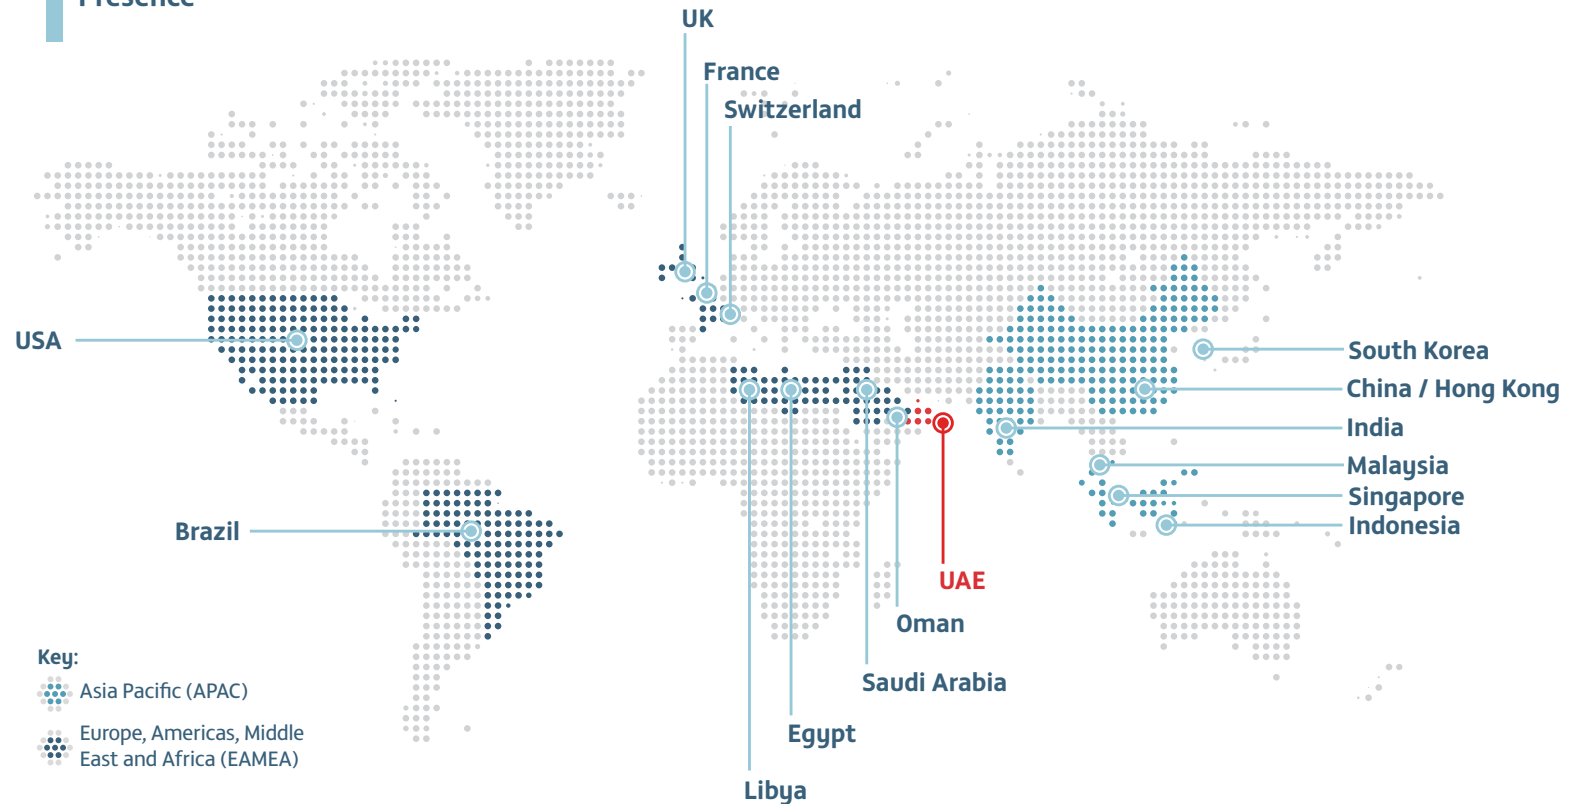 Presence
UK
France
Switzerland
USA
South Korea
China / Hong Kong
India
Malaysia
Singapore
Indonesia
Brazil
UAE
Oman
Saudi Arabia
Egypt
Libya
Key:
Asia Pacific (APAC)
Europe, Americas, Middle
East and Africa (EAMEA)